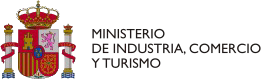 MINISTERIO
DE INDUSTRIA, COMERCIO
Y TURISMO